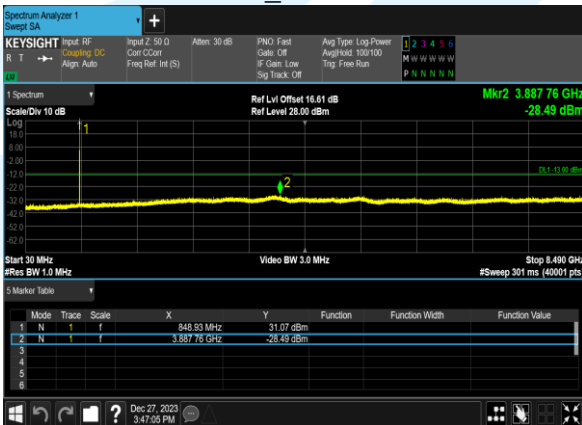 Spectrum Analyzer 1
Swept SA
KEYSIGHT Input: RF Input Z: 50 Ω Atten: 30 dB PNO: Fast Avg Type: Log-Power 1 2 3 4 5 6
R T Coupling: DC Corr CCorr Gate: Off Avg|Hold: 100/100 M W W W W W
Align: Auto Freq Ref: Int (S) IF Gain: Low Trig: Free Run
LV Sig Track: Off P N N N N N
1 Spectrum Ref Lvl Offset 16.61 dB Mkr2 3.887 76 GHz
Scale/Div 10 dB Ref Level 28.00 dBm -28.49 dBm
Log
18.0
8.00
-2.00
-12.0
-22.0
-32.0
-42.0
-52.0
-62.0
1
2
DL1 -13.00 dBm
Start 30 MHz Video BW 3.0 MHz Stop 8.490 GHz
#Res BW 1.0 MHz #Sweep 301 ms (40001 pts
5 Marker Table
Mode Trace Scale X Y Function Function Width Function Value
1 N 1 f 848.93 MHz 31.07 dBm
2 N 1 f 3.887 76 GHz -28.49 dBm
3
4
5
6
? Dec 27, 2023
3:47:05 PM